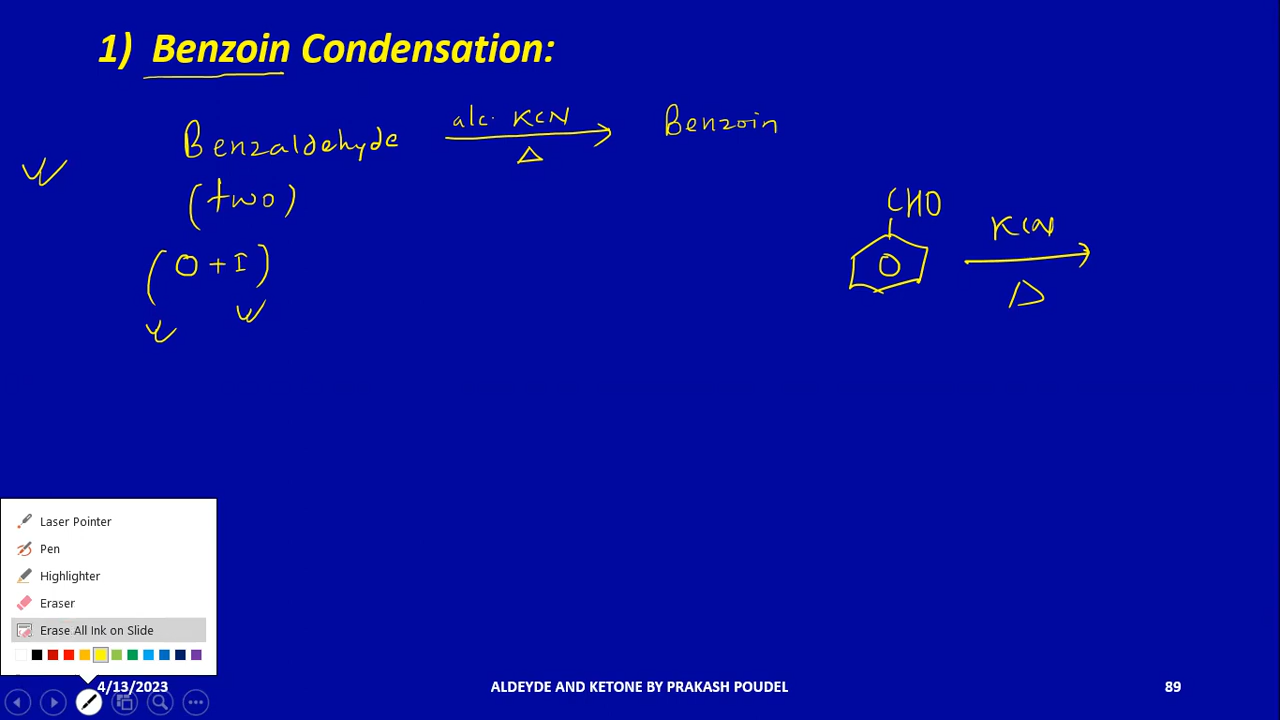 1) Benzoin Condensation:
Benzaldehyde alc. KCN Δ Benzoin
(two)
(O + I)
CHO
KCN
Δ
Laser Pointer
Pen
Highlighter
Eraser
Erase All Ink on Slide
4/13/2023 ALDEYDE AND KETONE BY PRAKASH POUDEL 89